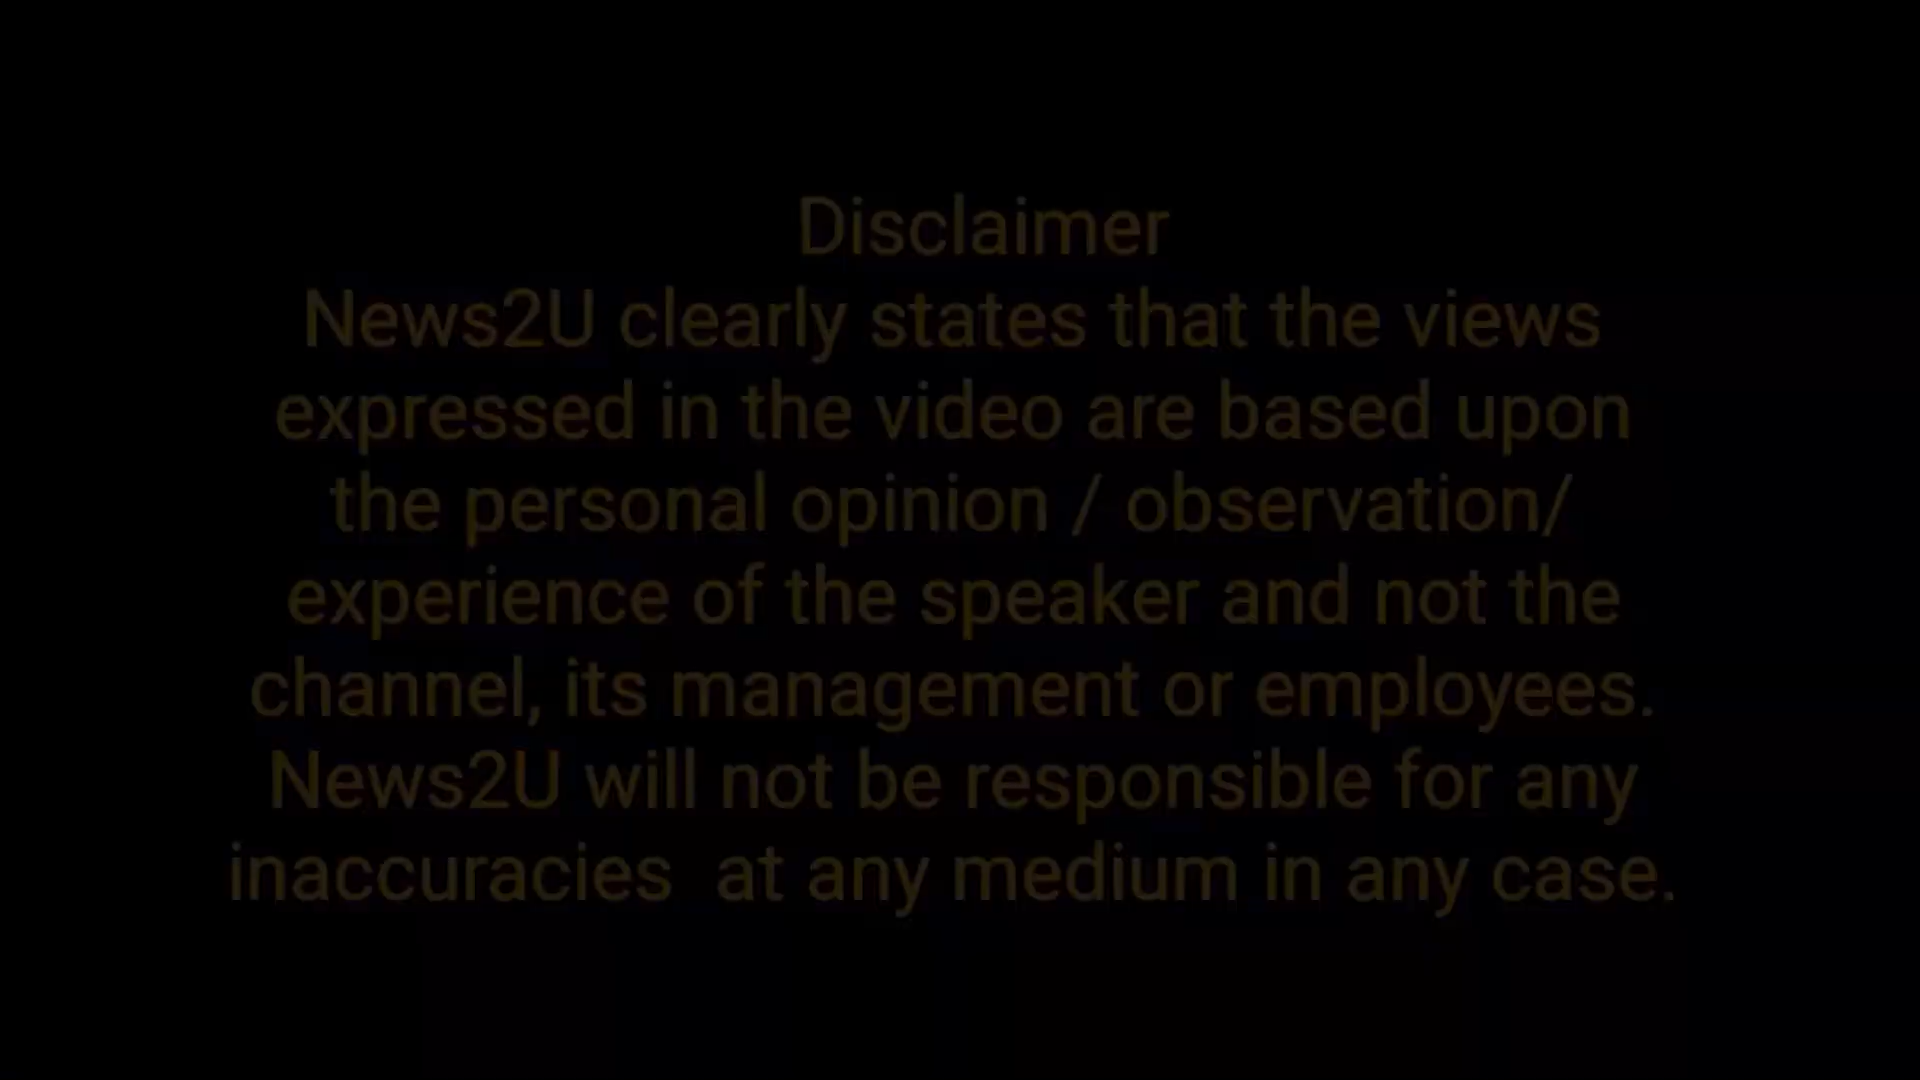 Disclaimer
News2U clearly states that the views
expressed in the video are based upon
the personal opinion / observation/
experience of the speaker and not the
channel, its management or employees.
News2U will not be responsible for any
inaccuracies  at any medium in any case.